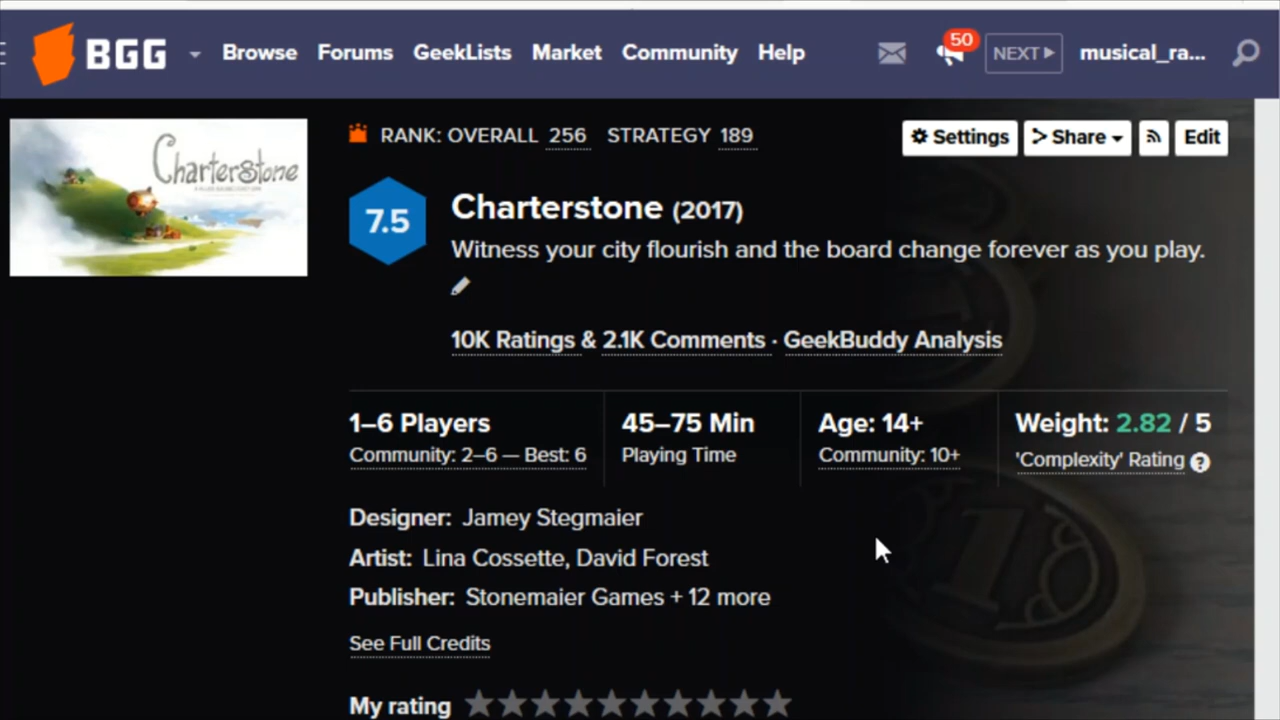 BGG Browse Forums GeekLists Market Community Help 50 NEXT musical_ra...
RANK: OVERALL 256 STRATEGY 189
Settings Share Edit
Charterstone
7.5
Charterstone (2017)
Witness your city flourish and the board change forever as you play.
10K Ratings & 2.1K Comments · GeekBuddy Analysis
1–6 Players 45–75 Min Age: 14+ Weight: 2.82 / 5
Community: 2–6 — Best: 6 Playing Time Community: 10+ 'Complexity' Rating ?
Designer: Jamey Stegmaier
Artist: Lina Cossette, David Forest
Publisher: Stonemaier Games + 12 more
See Full Credits
1
My rating